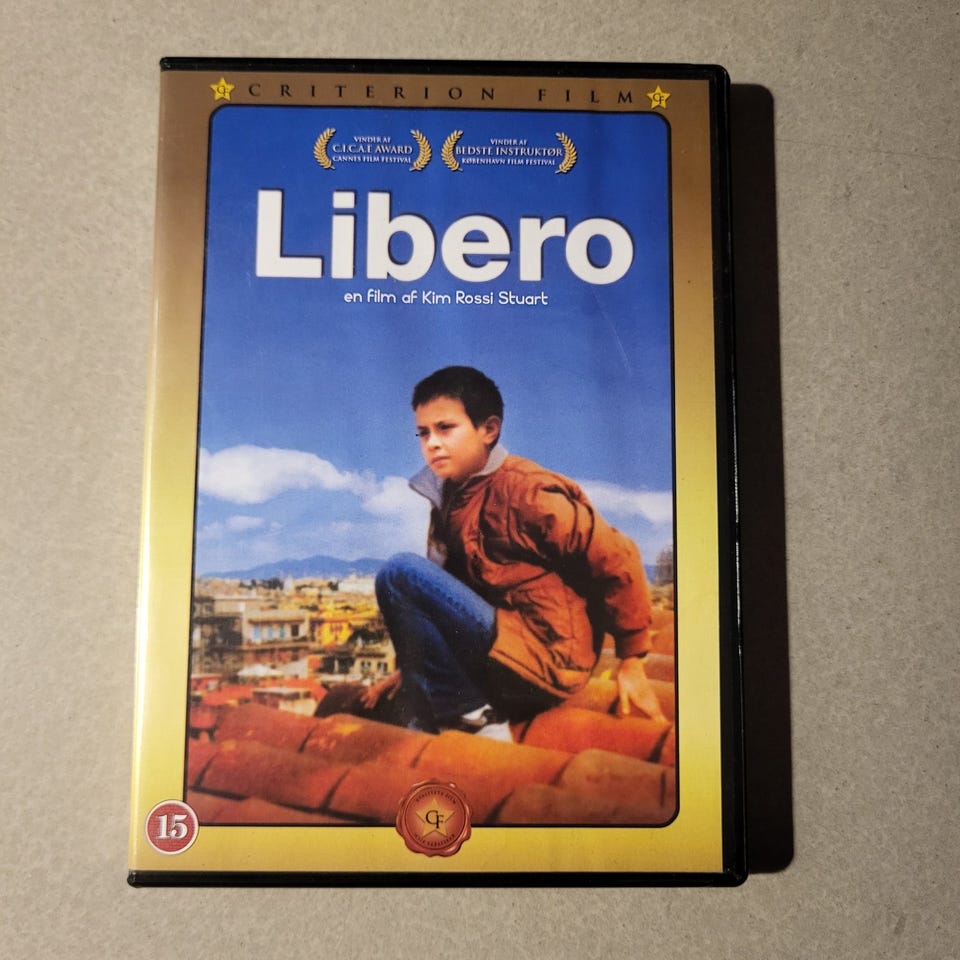 CRITERION FILM
VINDER AF
C.I.C.A.E AWARD
CANNES FILM FESTIVAL
VINDER AF
BEDSTE INSTRUKTØR
KØBENHAVN FILM FESTIVAL
Libero
en film af Kim Rossi Stuart
15
CF